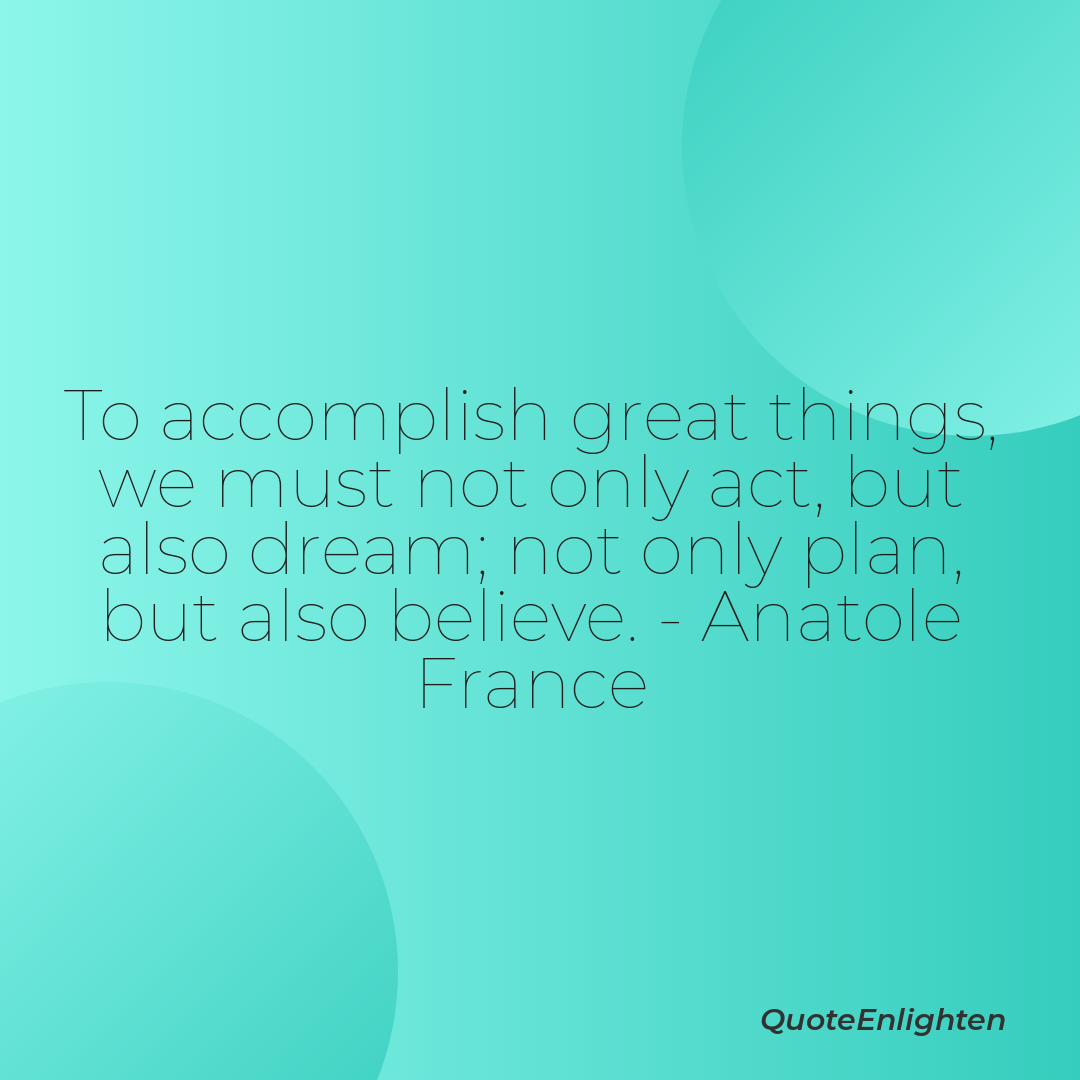 To accomplish great things,
we must not only act, but
also dream; not only plan,
but also believe. - Anatole
France
QuoteEnlighten